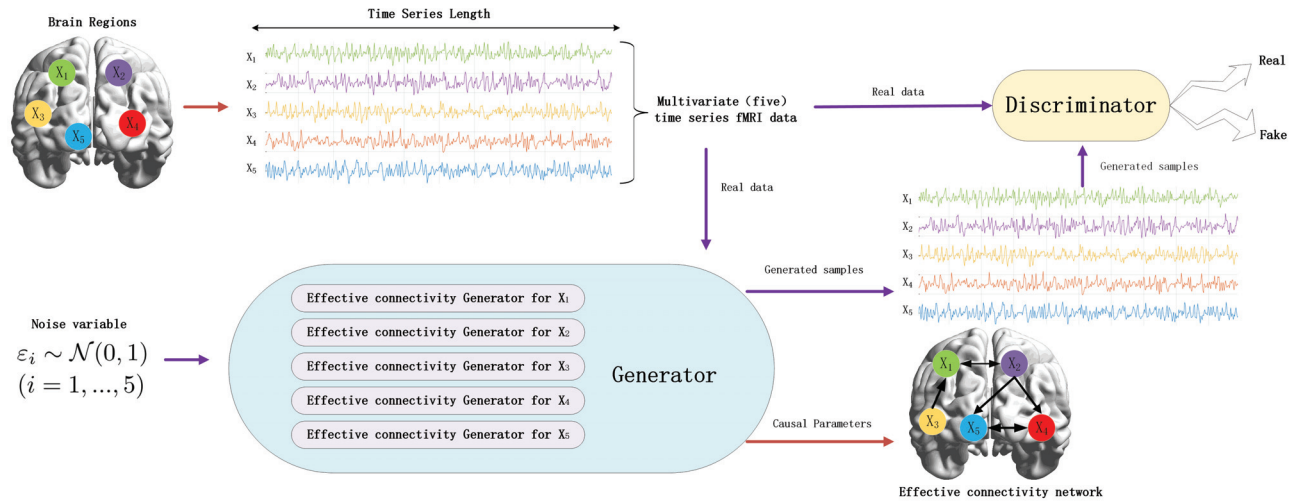 Brain Regions
Time Series Length
X1
X2
X3
X4
X5
X1
X2
X3
X4
X5
Multivariate (five)
time series fMRI data
Real data
Discriminator
Real
Fake
Real data
Generated samples
X1
X2
X3
X4
X5
Noise variable
εᵢ ∼ 𝒩(0, 1)
(i = 1, ..., 5)
Effective connectivity Generator for X1
Effective connectivity Generator for X2
Effective connectivity Generator for X3
Effective connectivity Generator for X4
Effective connectivity Generator for X5
Generator
Generated samples
Causal Parameters
X1
X2
X3
X5
X4
Effective connectivity network